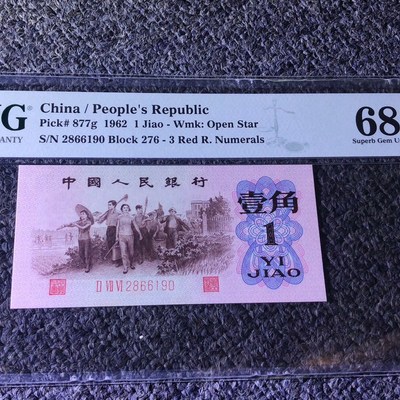 NG
China / People's Republic
Pick# 877g 1962 1 Jiao - Wmk: Open Star
ANTY
S/N 2866190 Block 276 - 3 Red R. Numerals
68
Superb Gem U
中國人民銀行
壹角
1
YI
JIAO
II VII VI 2866190